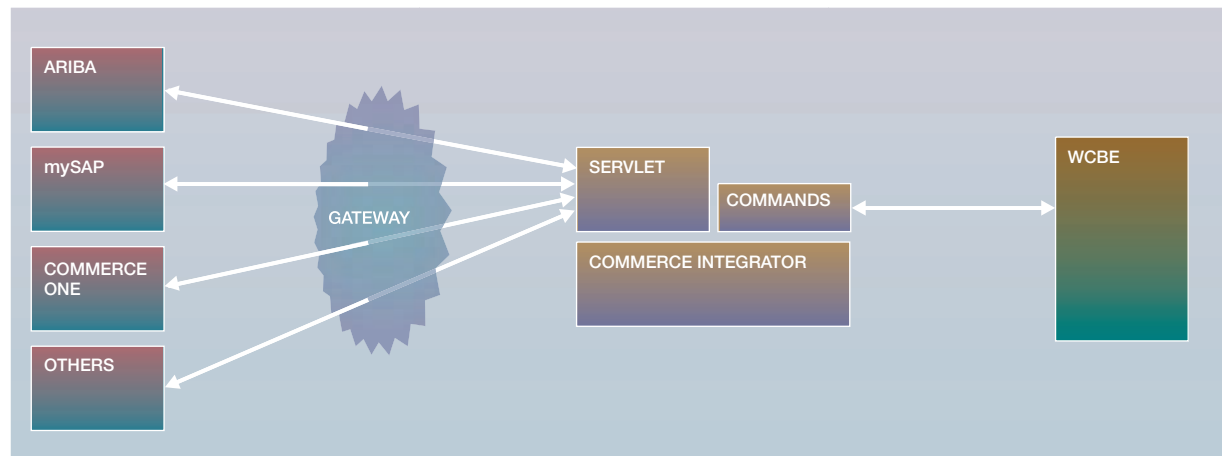 ARIBA
mySAP
COMMERCE
ONE
OTHERS
GATEWAY
SERVLET
COMMANDS
COMMERCE INTEGRATOR
WCBE